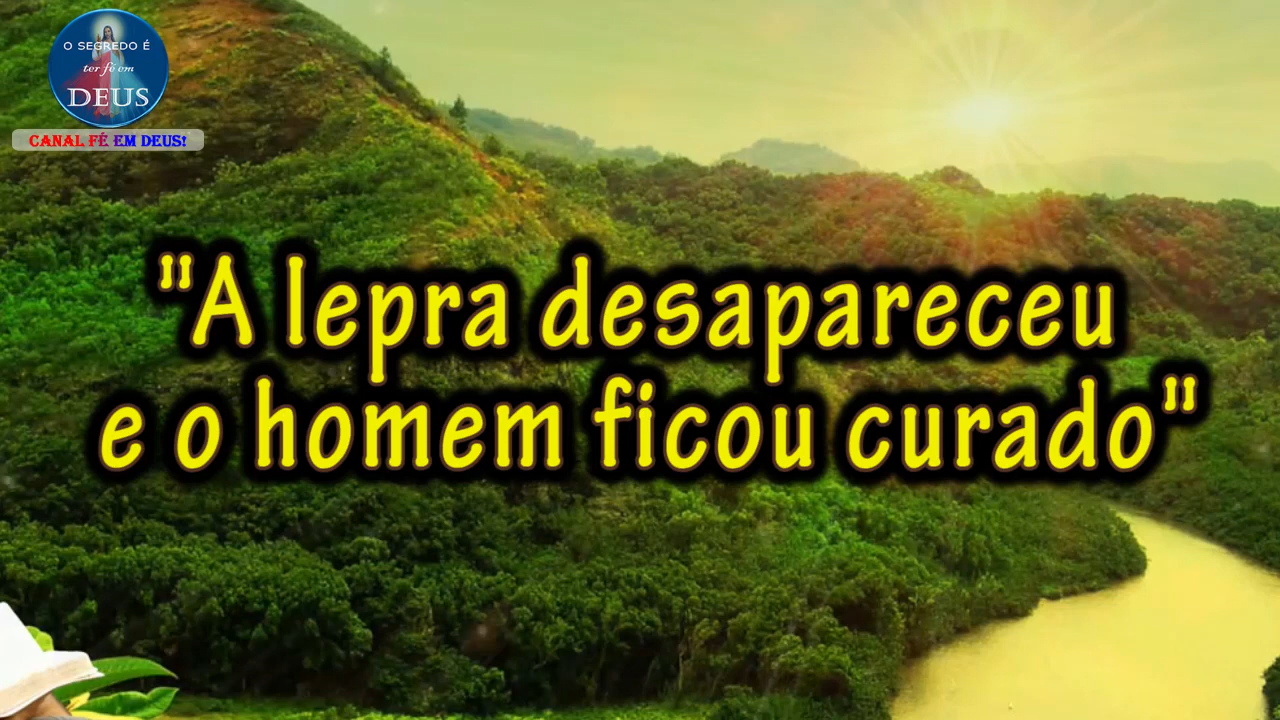 O SEGREDO É
ter fé em
DEUS
CANAL FÉ EM DEUS!
"A lepra desapareceu
e o homem ficou curado"